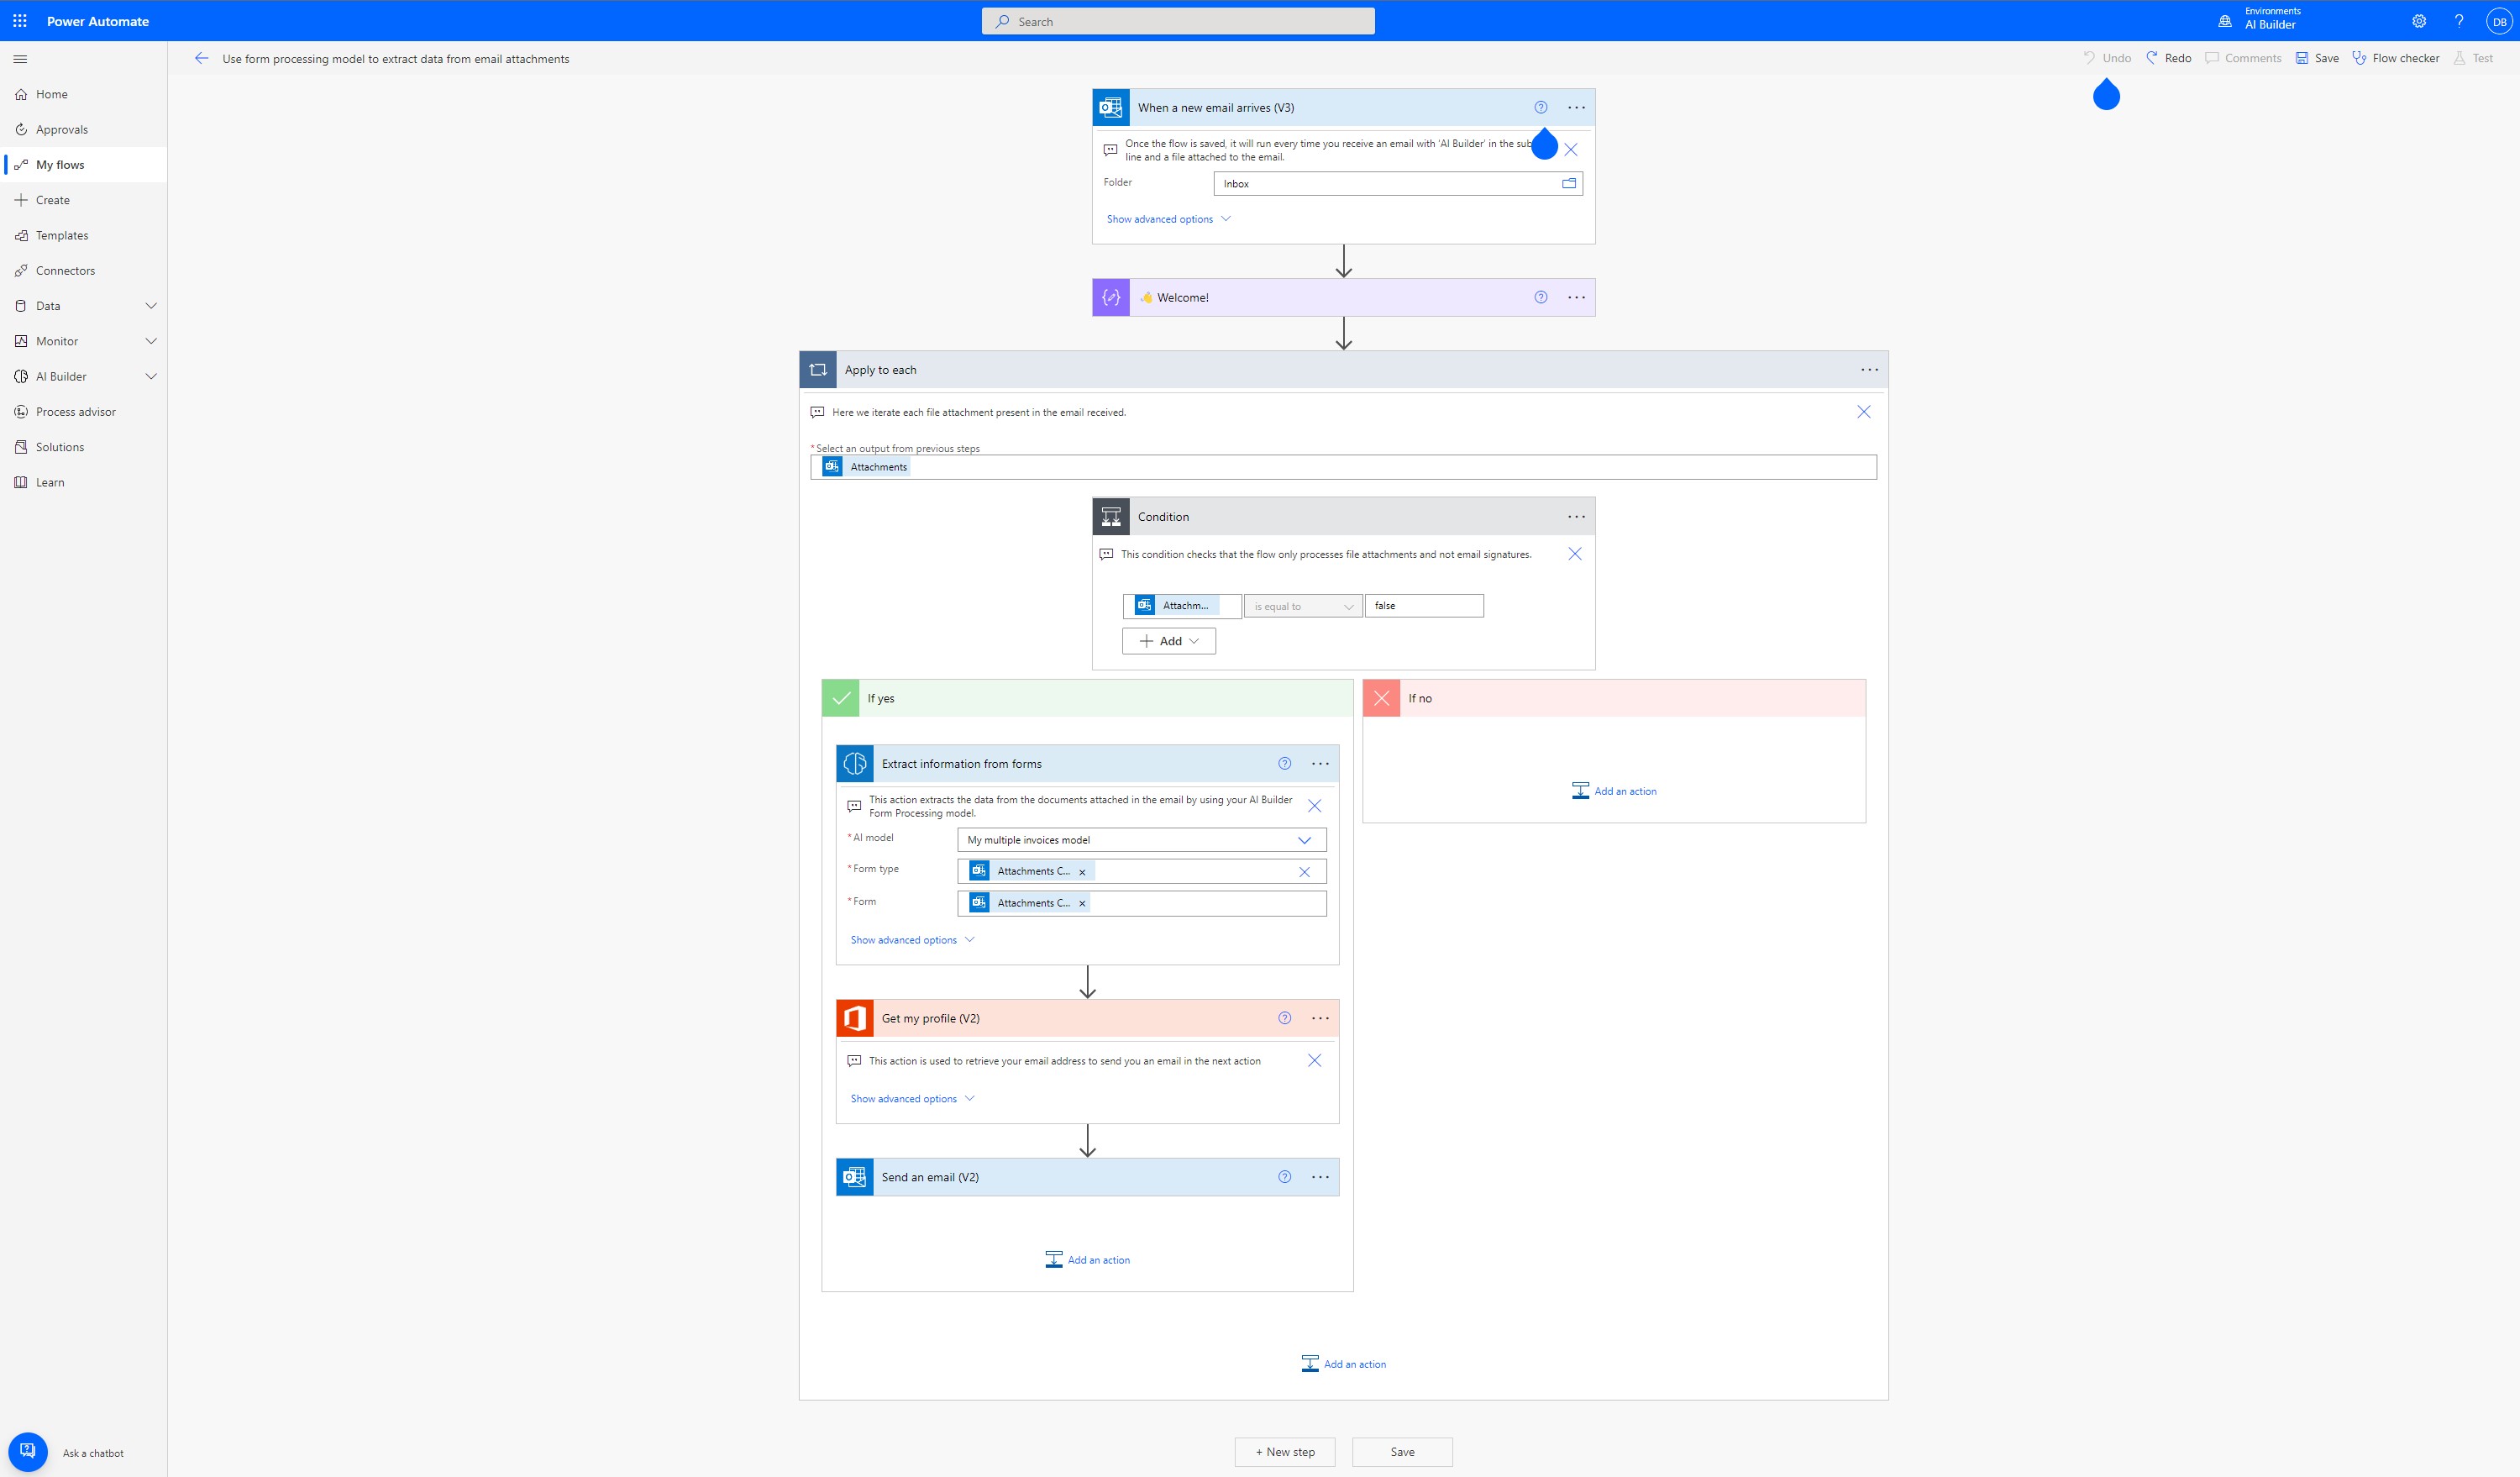 Power Automate
Search
Environments
AI Builder
?
DB
Use form processing model to extract data from email attachments
Undo
Redo
Comments
Save
Flow checker
Test
Home
Approvals
My flows
Create
Templates
Connectors
Data
Monitor
AI Builder
Process advisor
Solutions
Learn
Ask a chatbot
When a new email arrives (V3)
Once the flow is saved, it will run every time you receive an email with 'AI Builder' in the
line and a file attached to the email.
Folder
Inbox
Show advanced options
Welcome!
Apply to each
Here we iterate each file attachment present in the email received.
* Select an output from previous steps
Attachments
Condition
This condition checks that the flow only processes file attachments and not email signatures.
Attachm...
is equal to
false
Add
If yes
If no
Add an action
Extract information from forms
This action extracts the data from the documents attached in the email by using your AI Builder
Form Processing model.
* AI model
My multiple invoices model
* Form type
Attachments C... ×
* Form
Attachments C... ×
Show advanced options
Get my profile (V2)
This action is used to retrieve your email address to send you an email in the next action
Show advanced options
Send an email (V2)
Add an action
Add an action
+ New step
Save